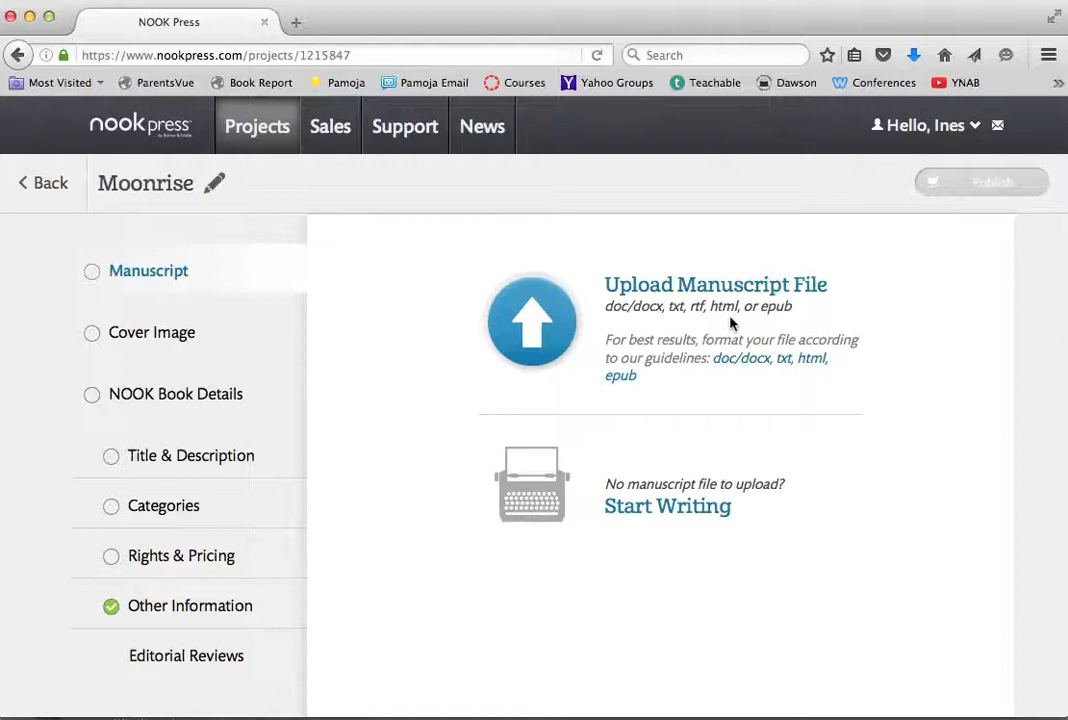 NOOK Press
https://www.nookpress.com/projects/1215847
Search
Most Visited
ParentsVue
Book Report
Pamoja
Pamoja Email
Courses
Yahoo Groups
Teachable
Dawson
Conferences
YNAB
nookpress
Projects
Sales
Support
News
Hello, Ines
Back
Moonrise
Publish
Manuscript
Cover Image
NOOK Book Details
Title & Description
Categories
Rights & Pricing
Other Information
Editorial Reviews
Upload Manuscript File
doc/docx, txt, rtf, html, or epub
For best results, format your file according
to our guidelines: doc/docx, txt, html,
epub
No manuscript file to upload?
Start Writing